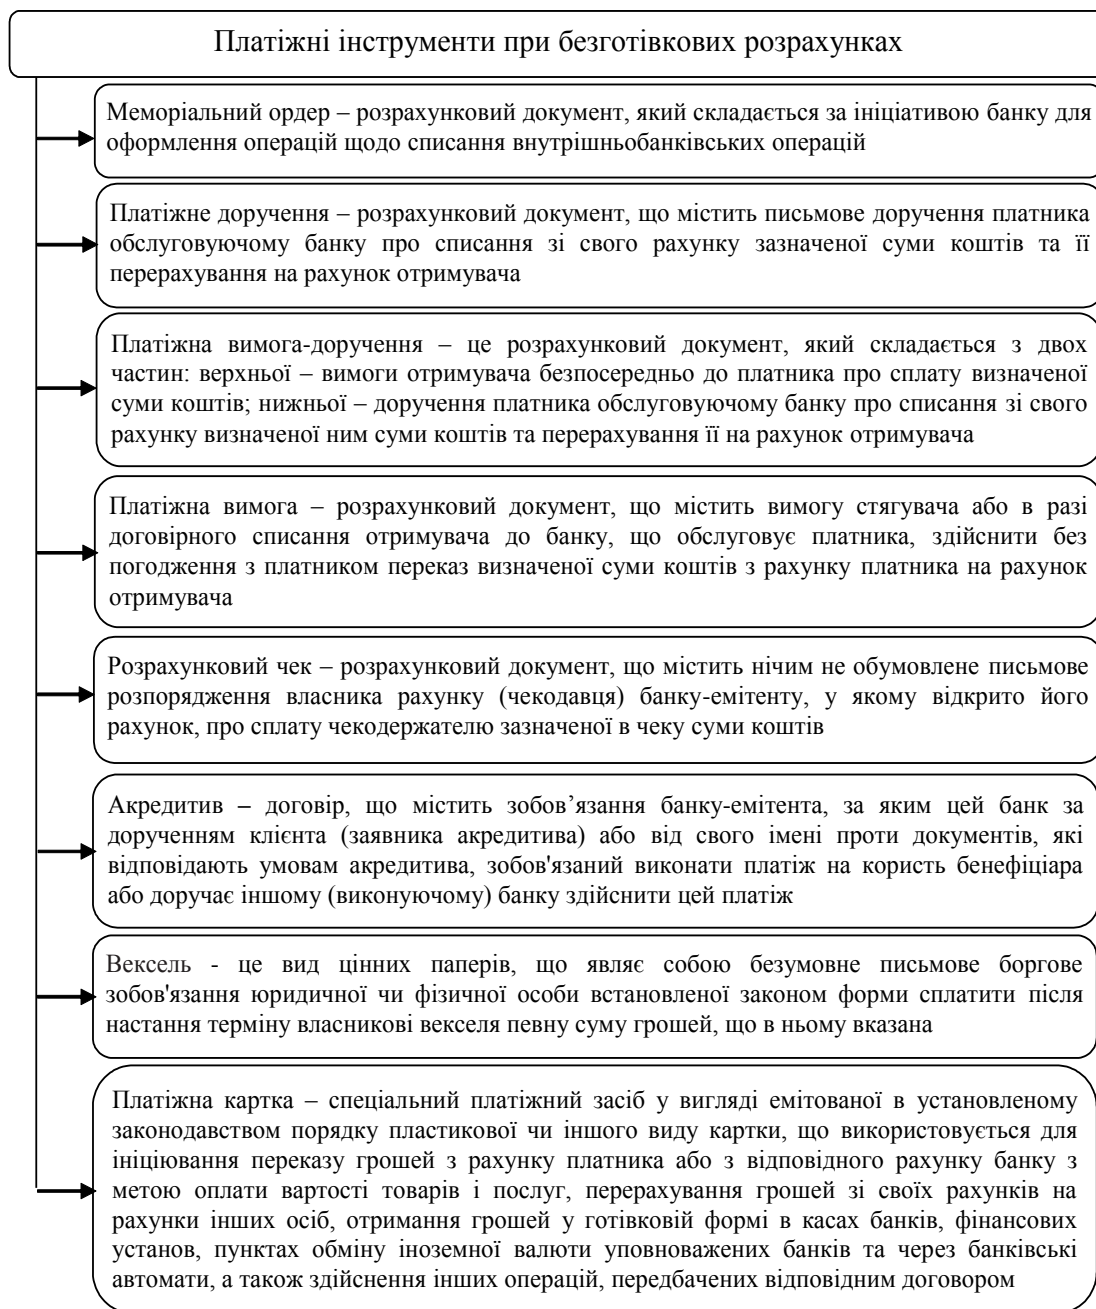 Платіжні інструменти при безготівкових розрахунках
Меморіальний ордер – розрахунковий документ, який складається за ініціативою банку для
оформлення операцій щодо списання внутрішньобанківських операцій
Платіжне доручення – розрахунковий документ, що містить письмове доручення платника
обслуговуючому банку про списання зі свого рахунку зазначеної суми коштів та її
перерахування на рахунок отримувача
Платіжна вимога-доручення – це розрахунковий документ, який складається з двох
частин: верхньої – вимоги отримувача безпосередньо до платника про сплату визначеної
суми коштів; нижньої – доручення платника обслуговуючому банку про списання зі свого
рахунку визначеної ним суми коштів та перерахування її на рахунок отримувача
Платіжна вимога – розрахунковий документ, що містить вимогу стягувача або в разі
договірного списання отримувача до банку, що обслуговує платника, здійснити без
погодження з платником переказ визначеної суми коштів з рахунку платника на рахунок
отримувача
Розрахунковий чек – розрахунковий документ, що містить нічим не обумовлене письмове
розпорядження власника рахунку (чекодавця) банку-емітенту, у якому відкрито його
рахунок, про сплату чекодержателю зазначеної в чеку суми коштів
Акредитив – договір, що містить зобов’язання банку-емітента, за яким цей банк за
дорученням клієнта (заявника акредитива) або від свого імені проти документів, які
відповідають умовам акредитива, зобов'язаний виконати платіж на користь бенефіціара
або доручає іншому (виконуючому) банку здійснити цей платіж
Вексель - це вид цінних паперів, що являє собою безумовне письмове боргове
зобов'язання юридичної чи фізичної особи встановленої законом форми сплатити після
настання терміну власникові векселя певну суму грошей, що в ньому вказана
Платіжна картка – спеціальний платіжний засіб у вигляді емітованої в установленому
законодавством порядку пластикової чи іншого виду картки, що використовується для
ініціювання переказу грошей з рахунку платника або з відповідного рахунку банку з
метою оплати вартості товарів і послуг, перерахування грошей зі своїх рахунків на
рахунки інших осіб, отримання грошей у готівковій формі в касах банків, фінансових
установ, пунктах обміну іноземної валюти уповноважених банків та через банківські
автомати, а також здійснення інших операцій, передбачених відповідним договором